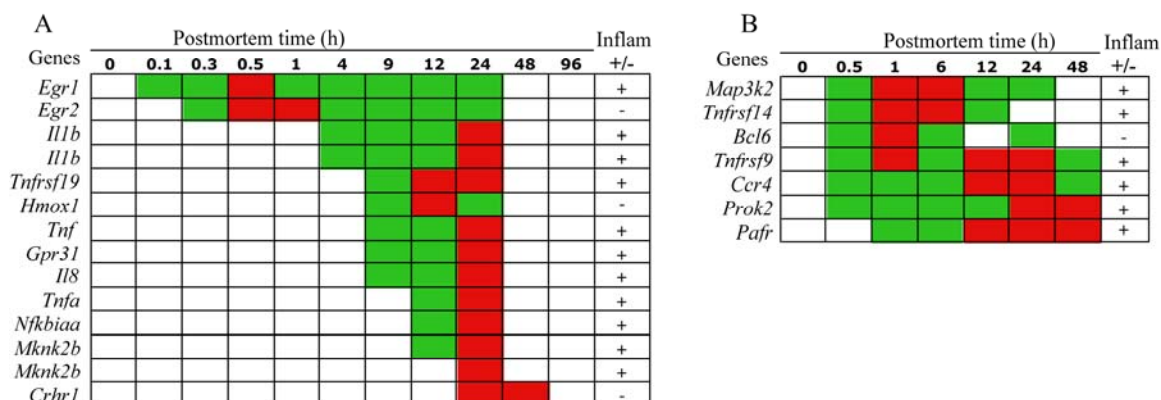 A
Postmortem time (h) Inflam
Genes 0 0.1 0.3 0.5 1 4 9 12 24 48 96 +/-
Egr1 +
Egr2 -
Il1b +
Il1b +
Tnfrsf19 +
Hmox1 -
Tnf +
Gpr31 +
Il8 +
Tnfa +
Nfkbiaa +
Mknk2b +
Mknk2b +
Crhr1 -
B
Postmortem time (h) Inflam
Genes 0 0.5 1 6 12 24 48 +/-
Map3k2 +
Tnfrsf14 +
Bcl6 -
Tnfrsf9 +
Ccr4 +
Prok2 +
Pafr +